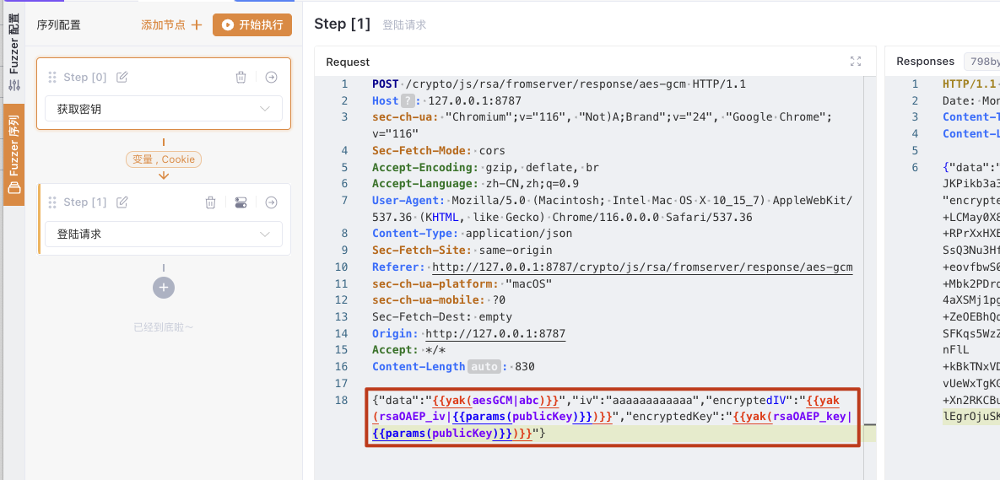 Fuzzer 配置
Fuzzer 序列
序列配置
添加节点 +
开始执行
Step [0]
获取密钥
变量 , Cookie
Step [1]
登陆请求
已经到底啦～
Step [1] 登陆请求
Request
1 POST /crypto/js/rsa/fromserver/response/aes-gcm HTTP/1.1
2 Host ? : 127.0.0.1:8787
3 sec-ch-ua: "Chromium";v="116", "Not)A;Brand";v="24", "Google Chrome";
v="116"
4 Sec-Fetch-Mode: cors
5 Accept-Encoding: gzip, deflate, br
6 Accept-Language: zh-CN,zh;q=0.9
7 User-Agent: Mozilla/5.0 (Macintosh; Intel Mac OS X 10_15_7) AppleWebKit/
537.36 (KHTML, like Gecko) Chrome/116.0.0.0 Safari/537.36
8 Content-Type: application/json
9 Sec-Fetch-Site: same-origin
10 Referer: http://127.0.0.1:8787/crypto/js/rsa/fromserver/response/aes-gcm
11 sec-ch-ua-platform: "macOS"
12 sec-ch-ua-mobile: ?0
13 Sec-Fetch-Dest: empty
14 Origin: http://127.0.0.1:8787
15 Accept: */*
16 Content-Length auto : 830
17
18 {"data":"{{yak(aesGCM|abc)}}","iv":"aaaaaaaaaaaa","encryptedIV":"{{yak
(rsaOAEP_iv|{{params(publicKey)}})}}","encryptedKey":"{{yak(rsaOAEP_key|
{{params(publicKey)}})}}"}
Responses 798by
1 HTTP/1.1
2 Date: Mon
3 Content-T
4 Content-L
5
6 {"data":"
JKPikb3a3
"encrypte
+LCMay0X8
+RPrXxHXE
SsQ3Nu3Hf
+eovfbwS0
+Mbk2PDrc
4aXSMj1pg
+ZeOEBhQd
SFKqs5WzZ
nFlL
+kBkTNxVD
vUeWxTgKG
+Xn2RKCBu
lEgrOjuSK